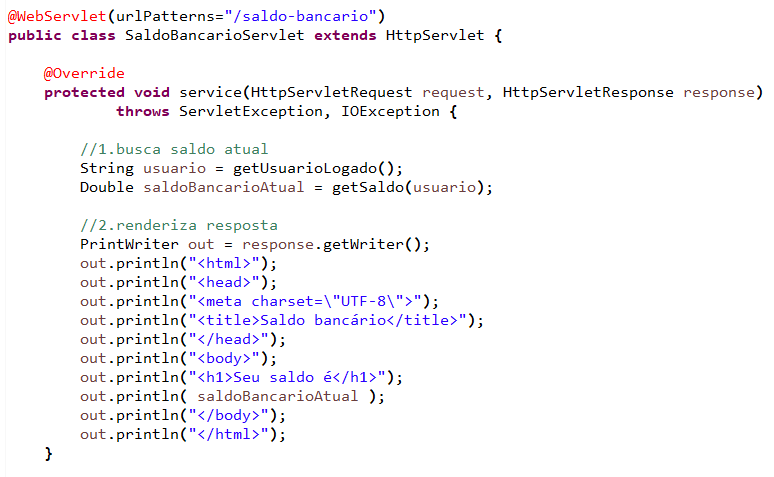 @WebServlet(urlPatterns="/saldo-bancario")
public class SaldoBancarioServlet extends HttpServlet {
@Override
protected void service(HttpServletRequest request, HttpServletResponse response)
throws ServletException, IOException {
//1.busca saldo atual
String usuario = getUsuarioLogado();
Double saldoBancarioAtual = getSaldo(usuario);
//2.renderiza resposta
PrintWriter out = response.getWriter();
out.println("<html>");
out.println("<head>");
out.println("<meta charset=\"UTF-8\">");
out.println("<title>Saldo bancário</title>");
out.println("</head>");
out.println("<body>");
out.println("<h1>Seu saldo é</h1>");
out.println( saldoBancarioAtual );
out.println("</body>");
out.println("</html>");
}